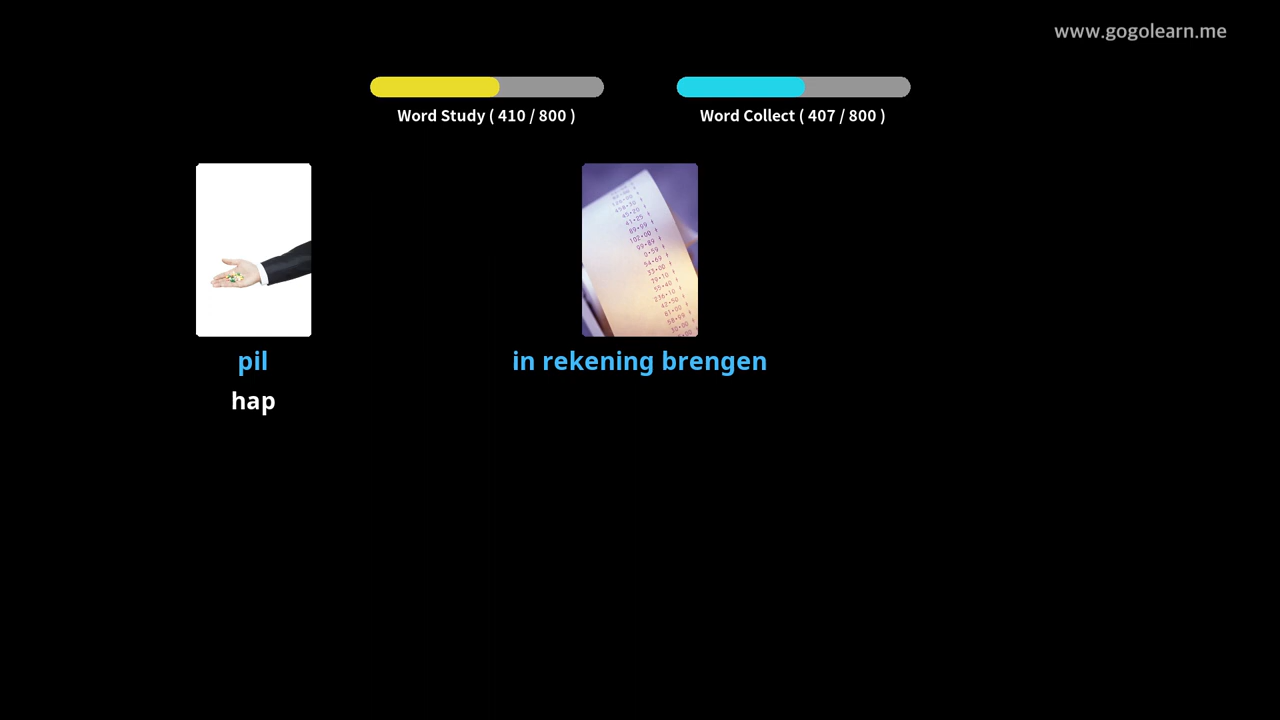 www.gogolearn.me
Word Study ( 410 / 800 )
Word Collect ( 407 / 800 )
pil
in rekening brengen
hap